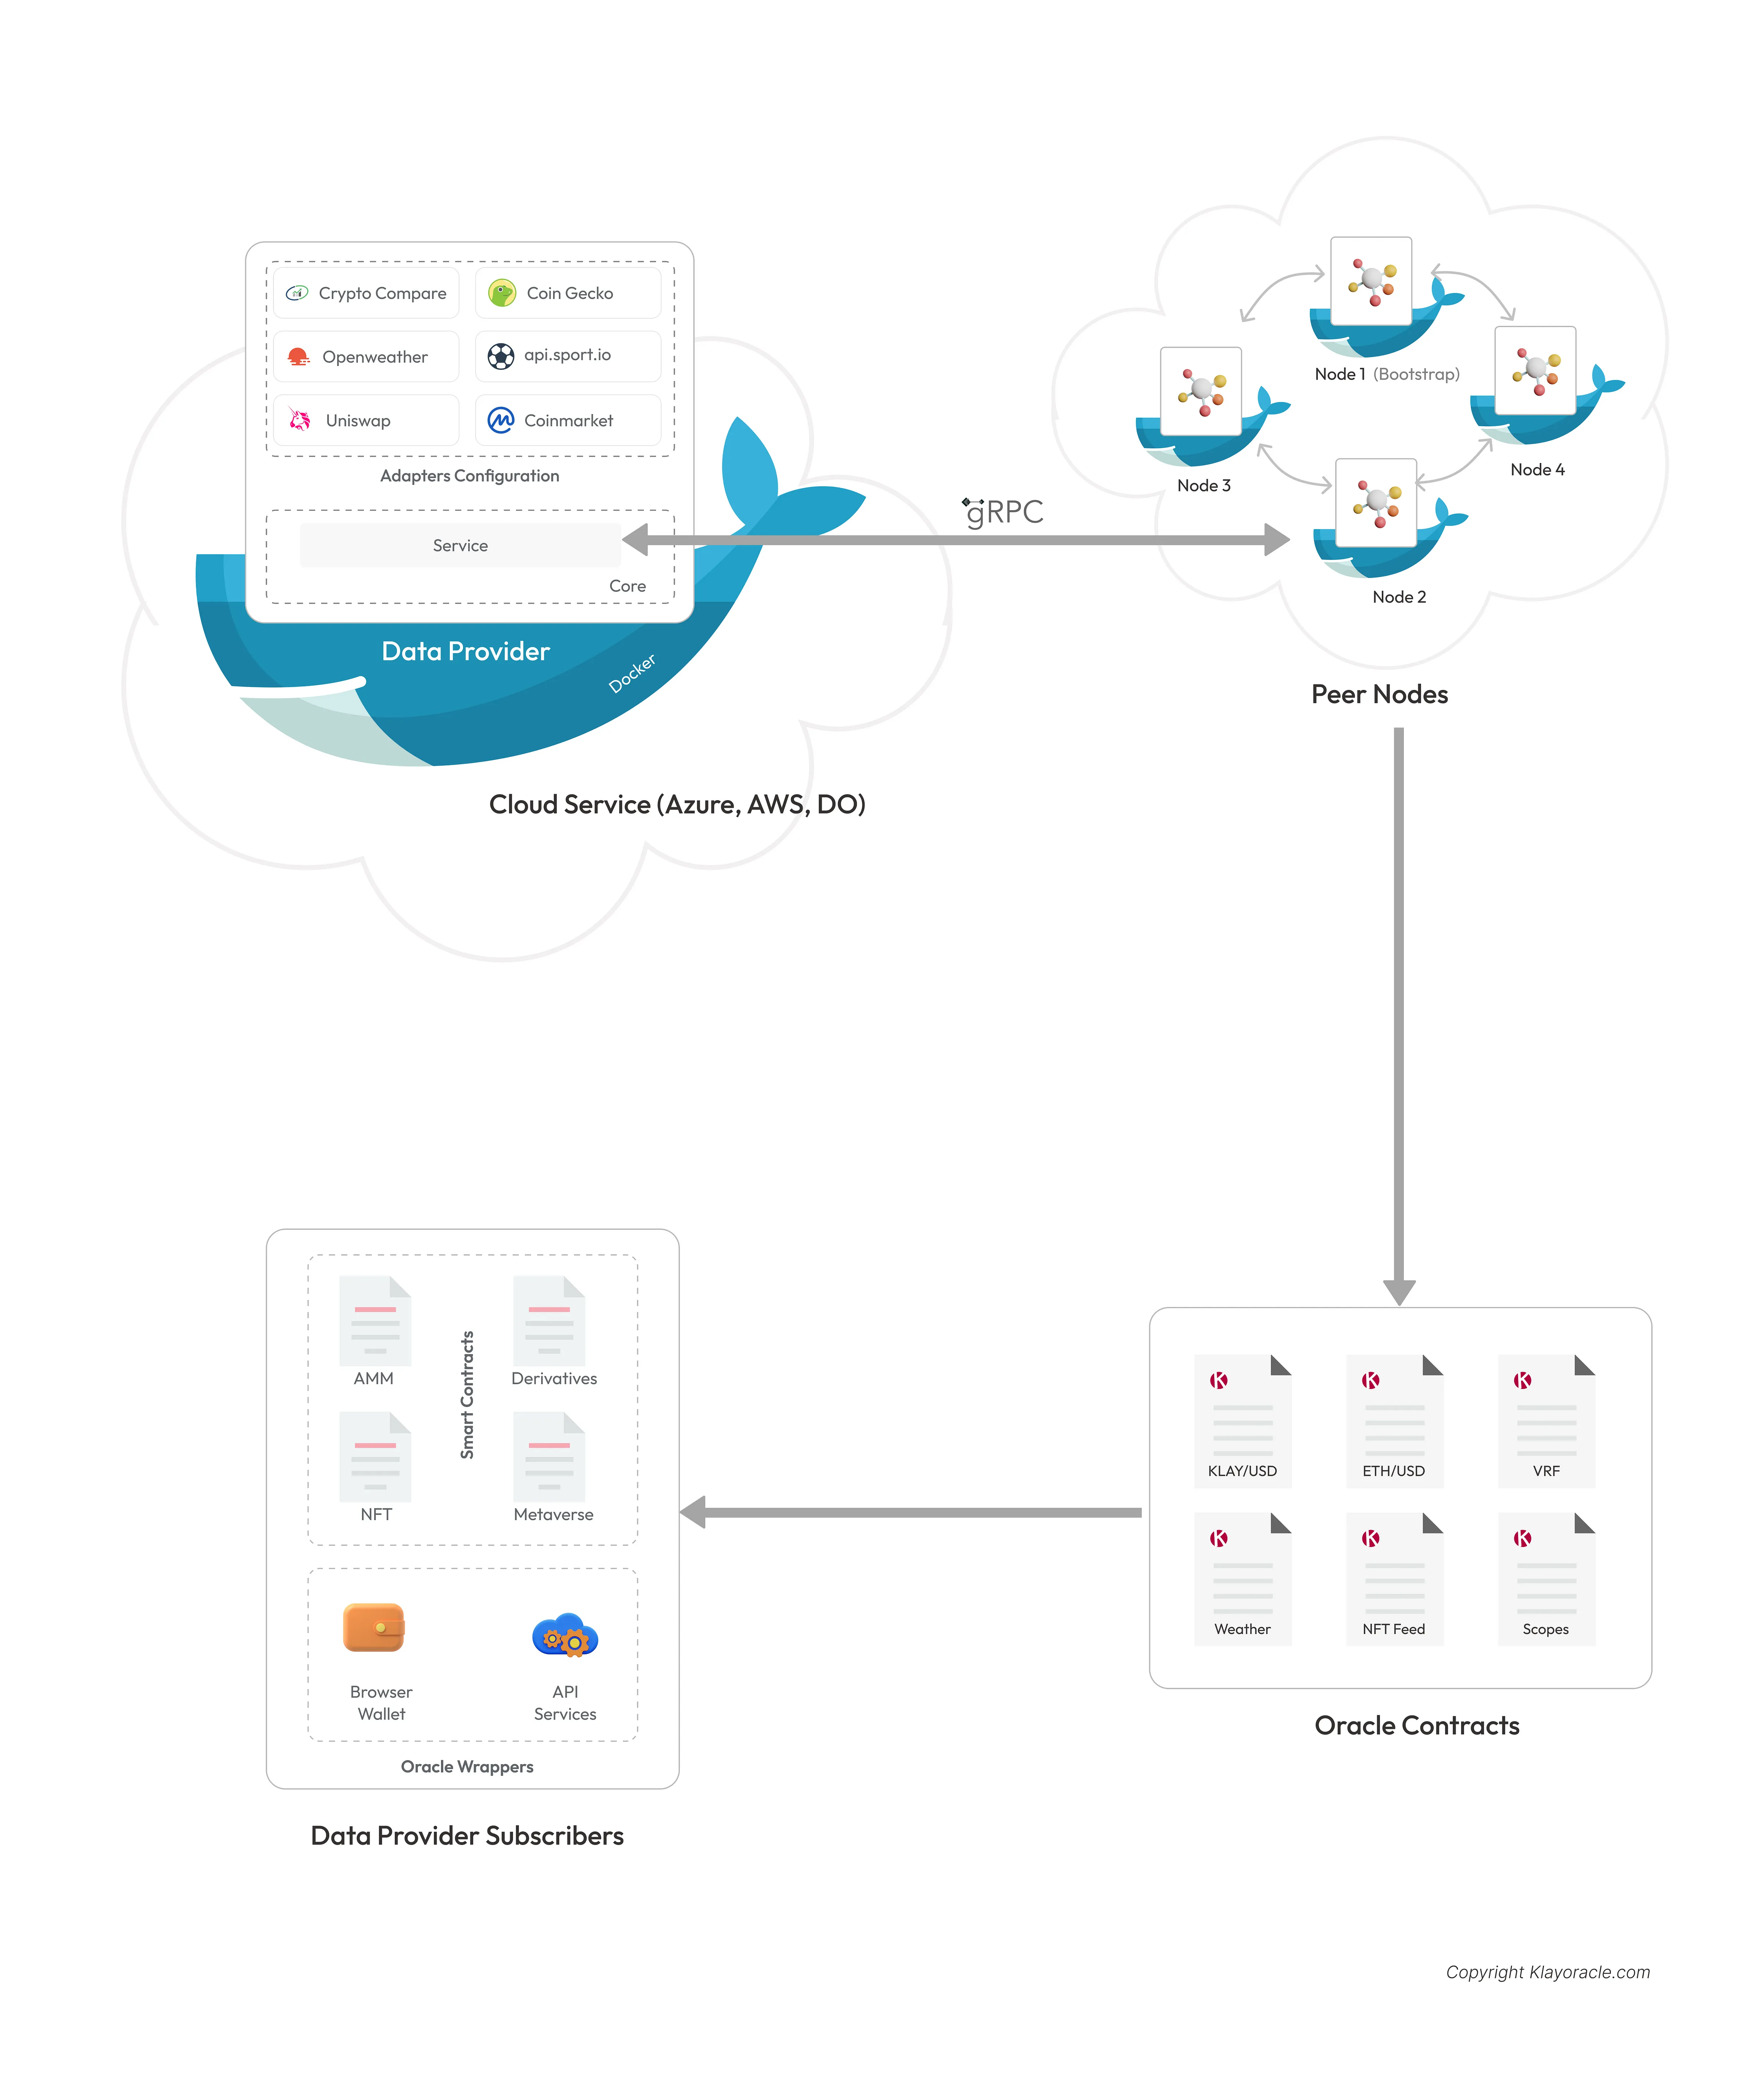 Crypto Compare
Coin Gecko
Openweather
api.sport.io
Uniswap
Coinmarket
Adapters Configuration
Service
Core
Data Provider
Docker
Cloud Service (Azure, AWS, DO)
gRPC
Node 1 (Bootstrap)
Node 3
Node 4
Node 2
Peer Nodes
AMM
Derivatives
Smart Contracts
NFT
Metaverse
Browser
Wallet
API
Services
Oracle Wrappers
Data Provider Subscribers
KLAY/USD
ETH/USD
VRF
Weather
NFT Feed
Scopes
Oracle Contracts
Copyright Klayoracle.com